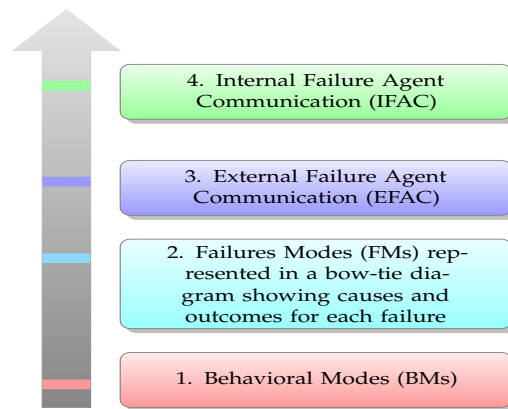 4. Internal Failure Agent
Communication (IFAC)
3. External Failure Agent
Communication (EFAC)
2. Failures Modes (FMs) rep-
resented in a bow-tie dia-
gram showing causes and
outcomes for each failure
1. Behavioral Modes (BMs)